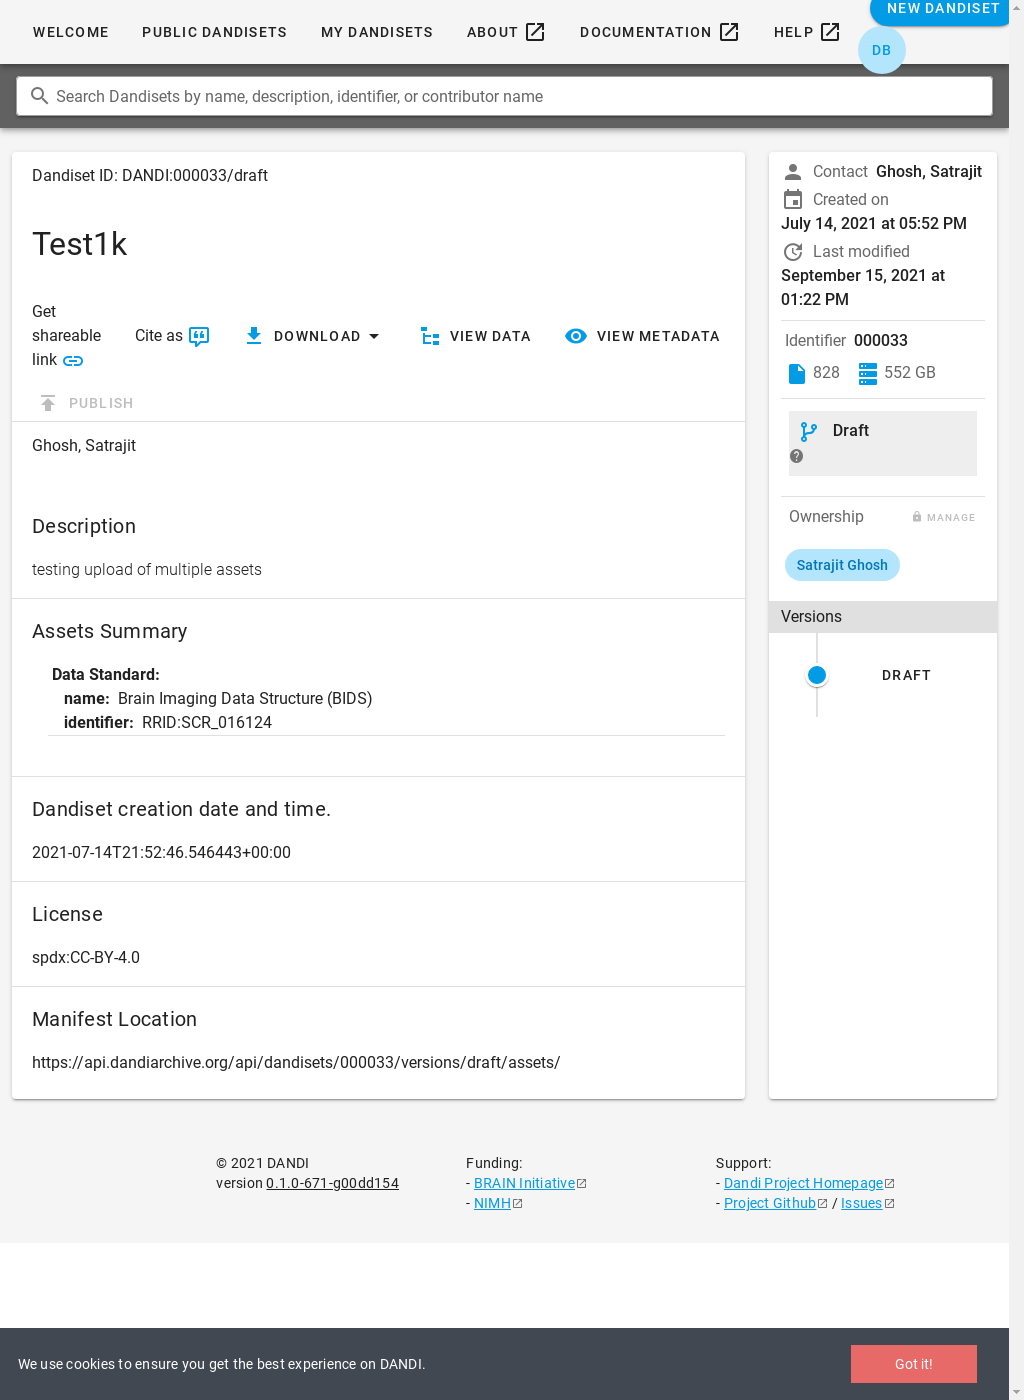 WELCOME PUBLIC DANDISETS MY DANDISETS ABOUT DOCUMENTATION HELP NEW DANDISET
DB
Search Dandisets by name, description, identifier, or contributor name
Dandiset ID: DANDI:000033/draft
Test1k
Get shareable link
Cite as
DOWNLOAD
VIEW DATA
VIEW METADATA
PUBLISH
Ghosh, Satrajit
Description
testing upload of multiple assets
Assets Summary
Data Standard:
name: Brain Imaging Data Structure (BIDS)
identifier: RRID:SCR_016124
Dandiset creation date and time.
2021-07-14T21:52:46.546443+00:00
License
spdx:CC-BY-4.0
Manifest Location
https://api.dandiarchive.org/api/dandisets/000033/versions/draft/assets/
Contact Ghosh, Satrajit
Created on
July 14, 2021 at 05:52 PM
Last modified
September 15, 2021 at
01:22 PM
Identifier 000033
828 552 GB
Draft
Ownership MANAGE
Satrajit Ghosh
Versions
DRAFT
© 2021 DANDI
version 0.1.0-671-g00dd154
Funding:
- BRAIN Initiative
- NIMH
Support:
- Dandi Project Homepage
- Project Github / Issues
We use cookies to ensure you get the best experience on DANDI.
Got it!